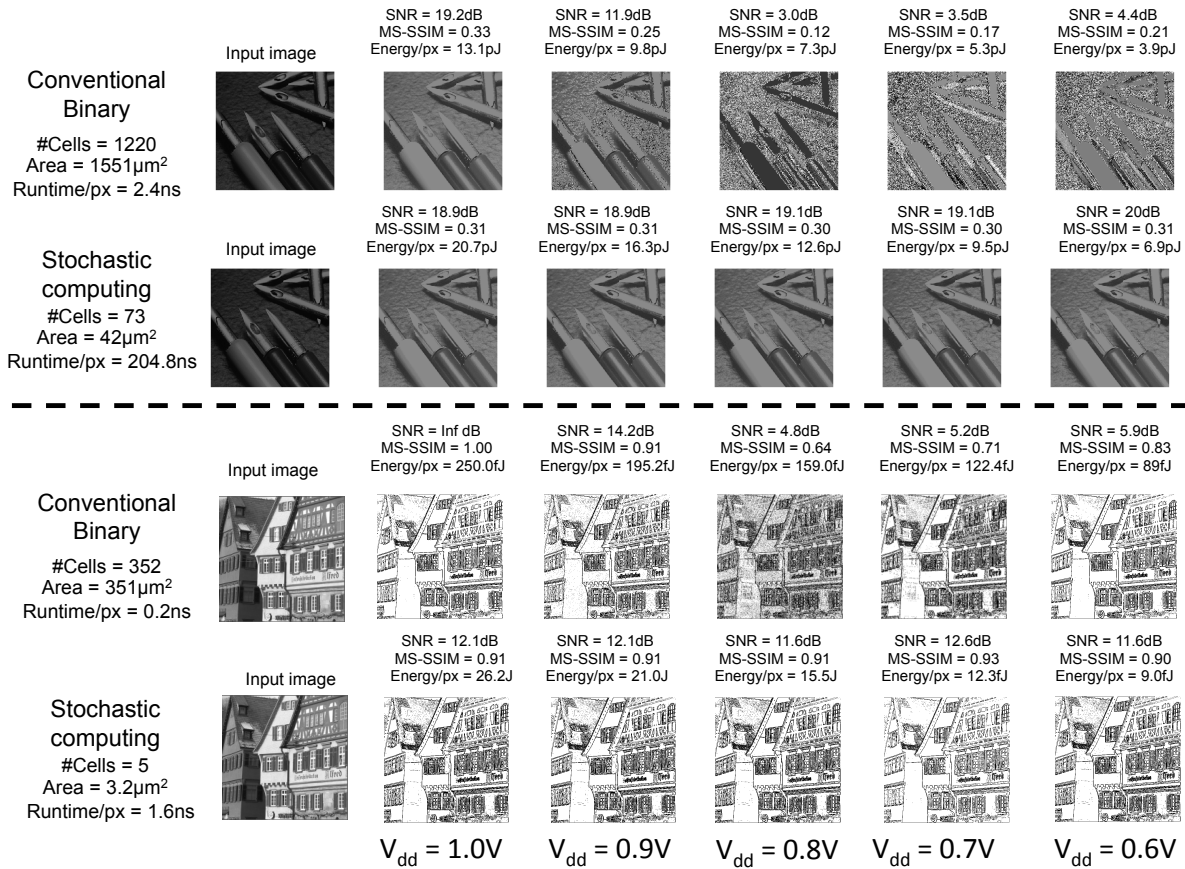 SNR = 19.2dB
MS-SSIM = 0.33
Energy/px = 13.1pJ
SNR = 11.9dB
MS-SSIM = 0.25
Energy/px = 9.8pJ
SNR = 3.0dB
MS-SSIM = 0.12
Energy/px = 7.3pJ
SNR = 3.5dB
MS-SSIM = 0.17
Energy/px = 5.3pJ
SNR = 4.4dB
MS-SSIM = 0.21
Energy/px = 3.9pJ
Input image
Conventional
Binary
#Cells = 1220
Area = 1551µm²
Runtime/px = 2.4ns
SNR = 18.9dB
MS-SSIM = 0.31
Energy/px = 20.7pJ
SNR = 18.9dB
MS-SSIM = 0.31
Energy/px = 16.3pJ
SNR = 19.1dB
MS-SSIM = 0.30
Energy/px = 12.6pJ
SNR = 19.1dB
MS-SSIM = 0.30
Energy/px = 9.5pJ
SNR = 20dB
MS-SSIM = 0.31
Energy/px = 6.9pJ
Input image
Stochastic
computing
#Cells = 73
Area = 42µm²
Runtime/px = 204.8ns
SNR = Inf dB
MS-SSIM = 1.00
Energy/px = 250.0fJ
SNR = 14.2dB
MS-SSIM = 0.91
Energy/px = 195.2fJ
SNR = 4.8dB
MS-SSIM = 0.64
Energy/px = 159.0fJ
SNR = 5.2dB
MS-SSIM = 0.71
Energy/px = 122.4fJ
SNR = 5.9dB
MS-SSIM = 0.83
Energy/px = 89fJ
Input image
Conventional
Binary
#Cells = 352
Area = 351µm²
Runtime/px = 0.2ns
SNR = 12.1dB
MS-SSIM = 0.91
Energy/px = 26.2J
SNR = 12.1dB
MS-SSIM = 0.91
Energy/px = 21.0J
SNR = 11.6dB
MS-SSIM = 0.91
Energy/px = 15.5J
SNR = 12.6dB
MS-SSIM = 0.93
Energy/px = 12.3fJ
SNR = 11.6dB
MS-SSIM = 0.90
Energy/px = 9.0fJ
Input image
Stochastic
computing
#Cells = 5
Area = 3.2µm²
Runtime/px = 1.6ns
V_dd = 1.0V
V_dd = 0.9V
V_dd = 0.8V
V_dd = 0.7V
V_dd = 0.6V